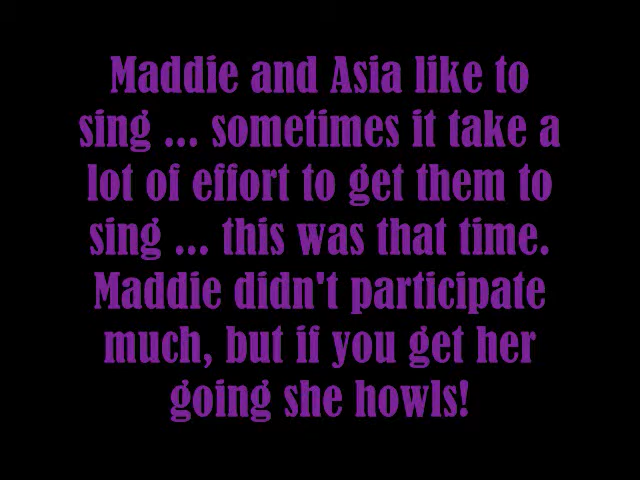 Maddie and Asia like to
sing ... sometimes it take a
lot of effort to get them to
sing ... this was that time.
Maddie didn't participate
much, but if you get her
going she howls!